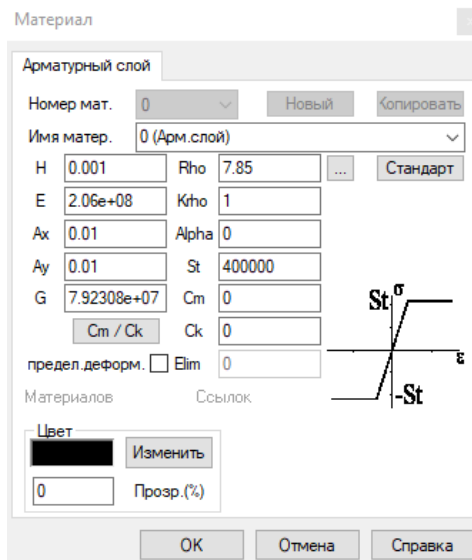 Материал
Арматурный слой
Номер мат. 0 Новый Копировать
Имя матер. 0 (Арм.слой)
H 0.001 Rho 7.85 ... Стандарт
E 2.06e+08 Krho 1
Ax 0.01 Alpha 0
Ay 0.01 St 400000
G 7.92308e+07 Cm 0
Cm / Ck Ck 0
предел.деформ. Elim 0
St σ
ε
-St
Материалов Ссылок
Цвет
Изменить
0 Прозр.(%)
OK Отмена Справка